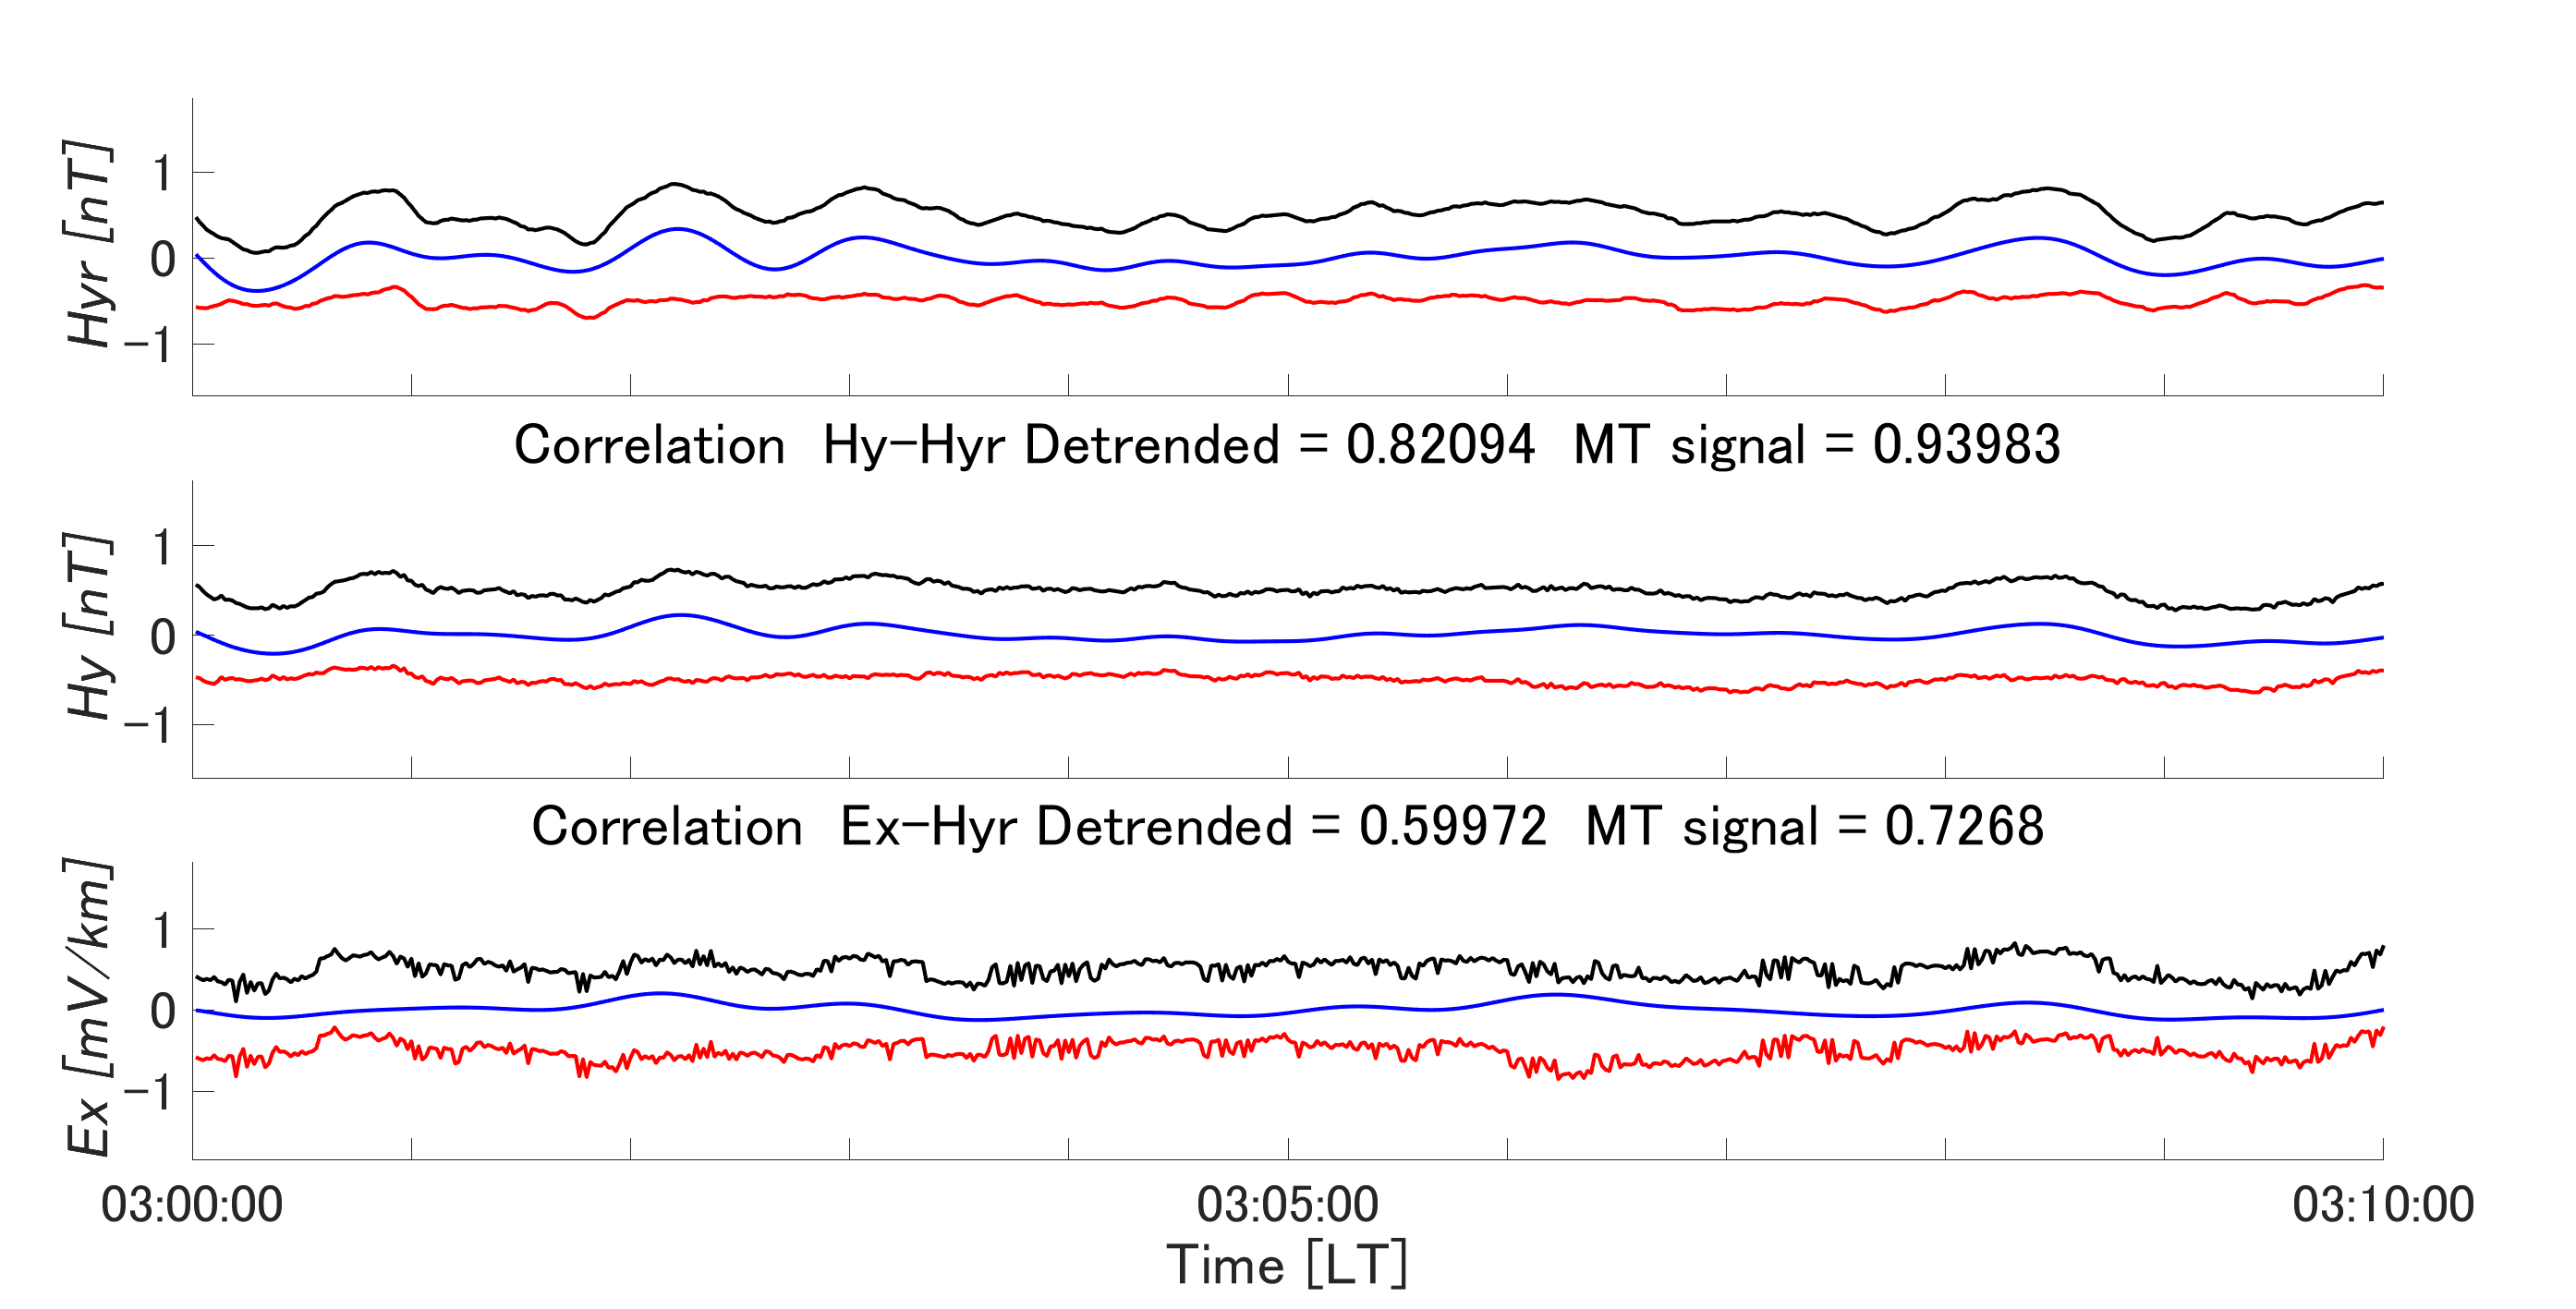 Hyr [nT]
1
0
-1
Correlation  Hy-Hyr Detrended = 0.82094  MT signal = 0.93983
Hy [nT]
1
0
-1
Correlation  Ex-Hyr Detrended = 0.59972  MT signal = 0.7268
Ex [mV/km]
1
0
-1
03:00:00 03:05:00 03:10:00
Time [LT]